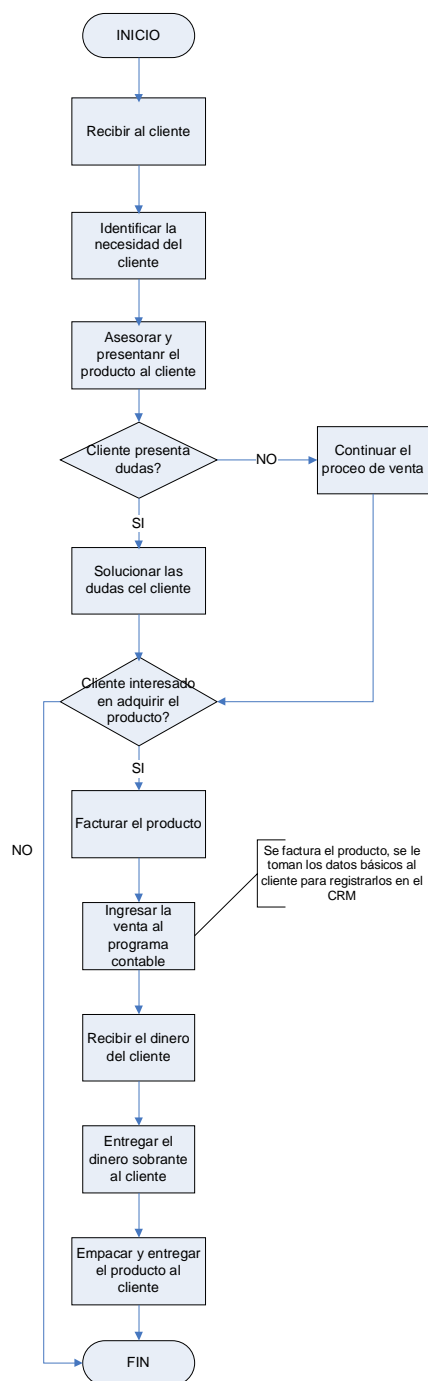 INICIO
Recibir al cliente
Identificar la
necesidad del
cliente
Asesorar y
presentanr el
producto al cliente
Cliente presenta
dudas?
NO
Continuar el
proceo de venta
SI
Solucionar las
dudas cel cliente
Cliente interesado
en adquirir el
producto?
SI
NO
Facturar el producto
Se factura el producto, se le
toman los datos básicos al
cliente para registrarlos en el
CRM
Ingresar la
venta al
programa
contable
Recibir el dinero
del cliente
Entregar el
dinero sobrante
al cliente
Empacar y entregar
el producto al
cliente
FIN